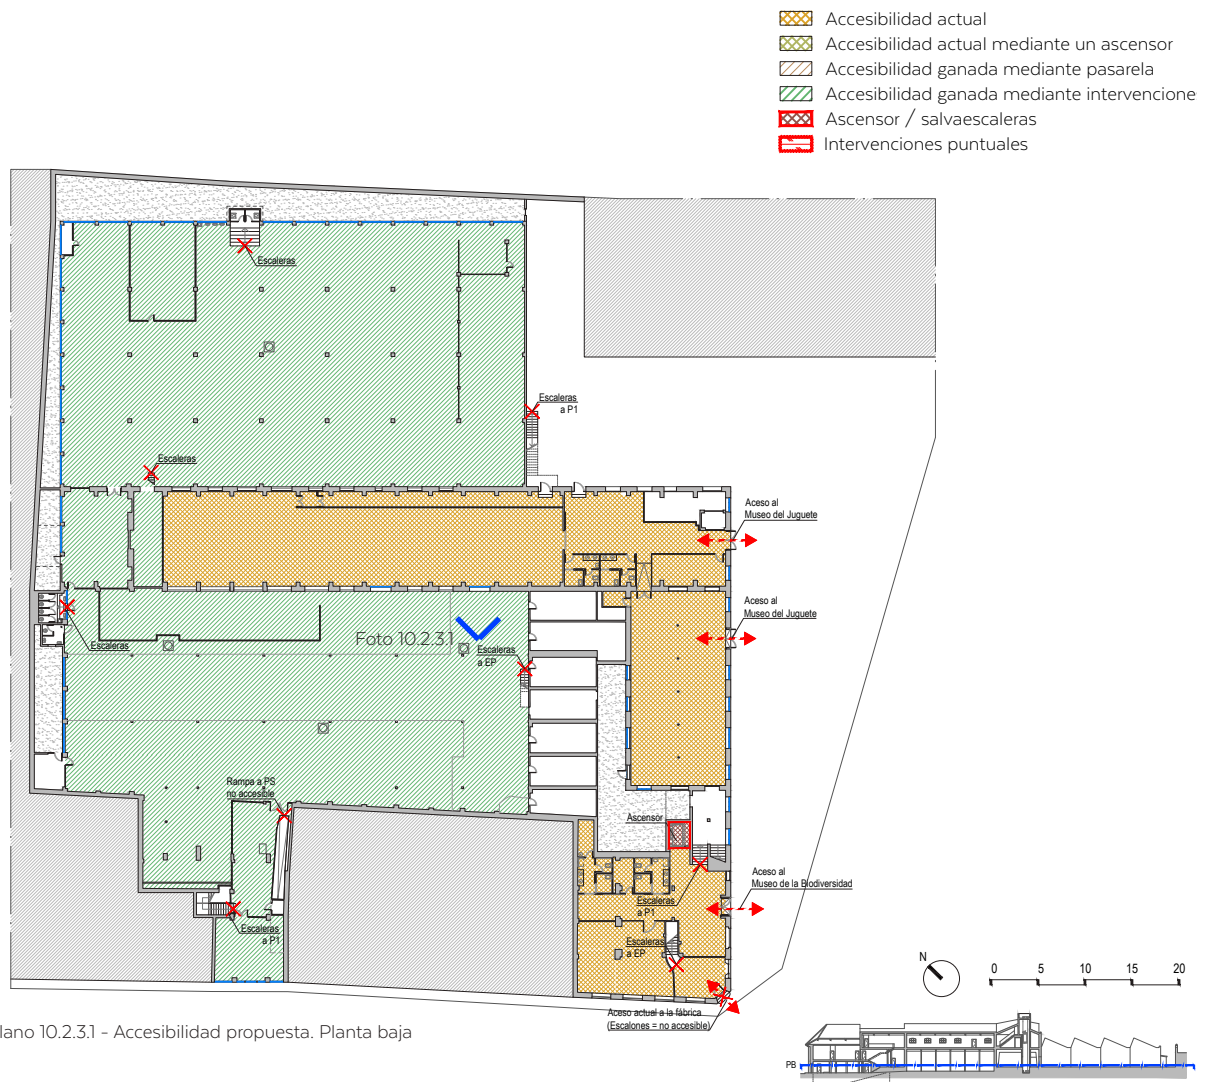 Accesibilidad actual
Accesibilidad actual mediante un ascensor
Accesibilidad ganada mediante pasarela
Accesibilidad ganada mediante intervencione
Ascensor / salvaescaleras
Intervenciones puntuales
Escaleras
Escaleras
a P1
Escaleras
Aceso al
Museo del Juguete
Aceso al
Museo del Juguete
Foto 10.2.3.1
Escaleras
Escaleras
a EP
Rampa a PS
no accesible
Ascensor
Aceso al
Museo de la Biodiversidad
Escaleras
a P1
Escaleras
a P1
Escaleras
a EP
Aceso actual a la fábrica
(Escalones = no accesible)
N
0 5 10 15 20
lano 10.2.3.1 - Accesibilidad propuesta. Planta baja
PB